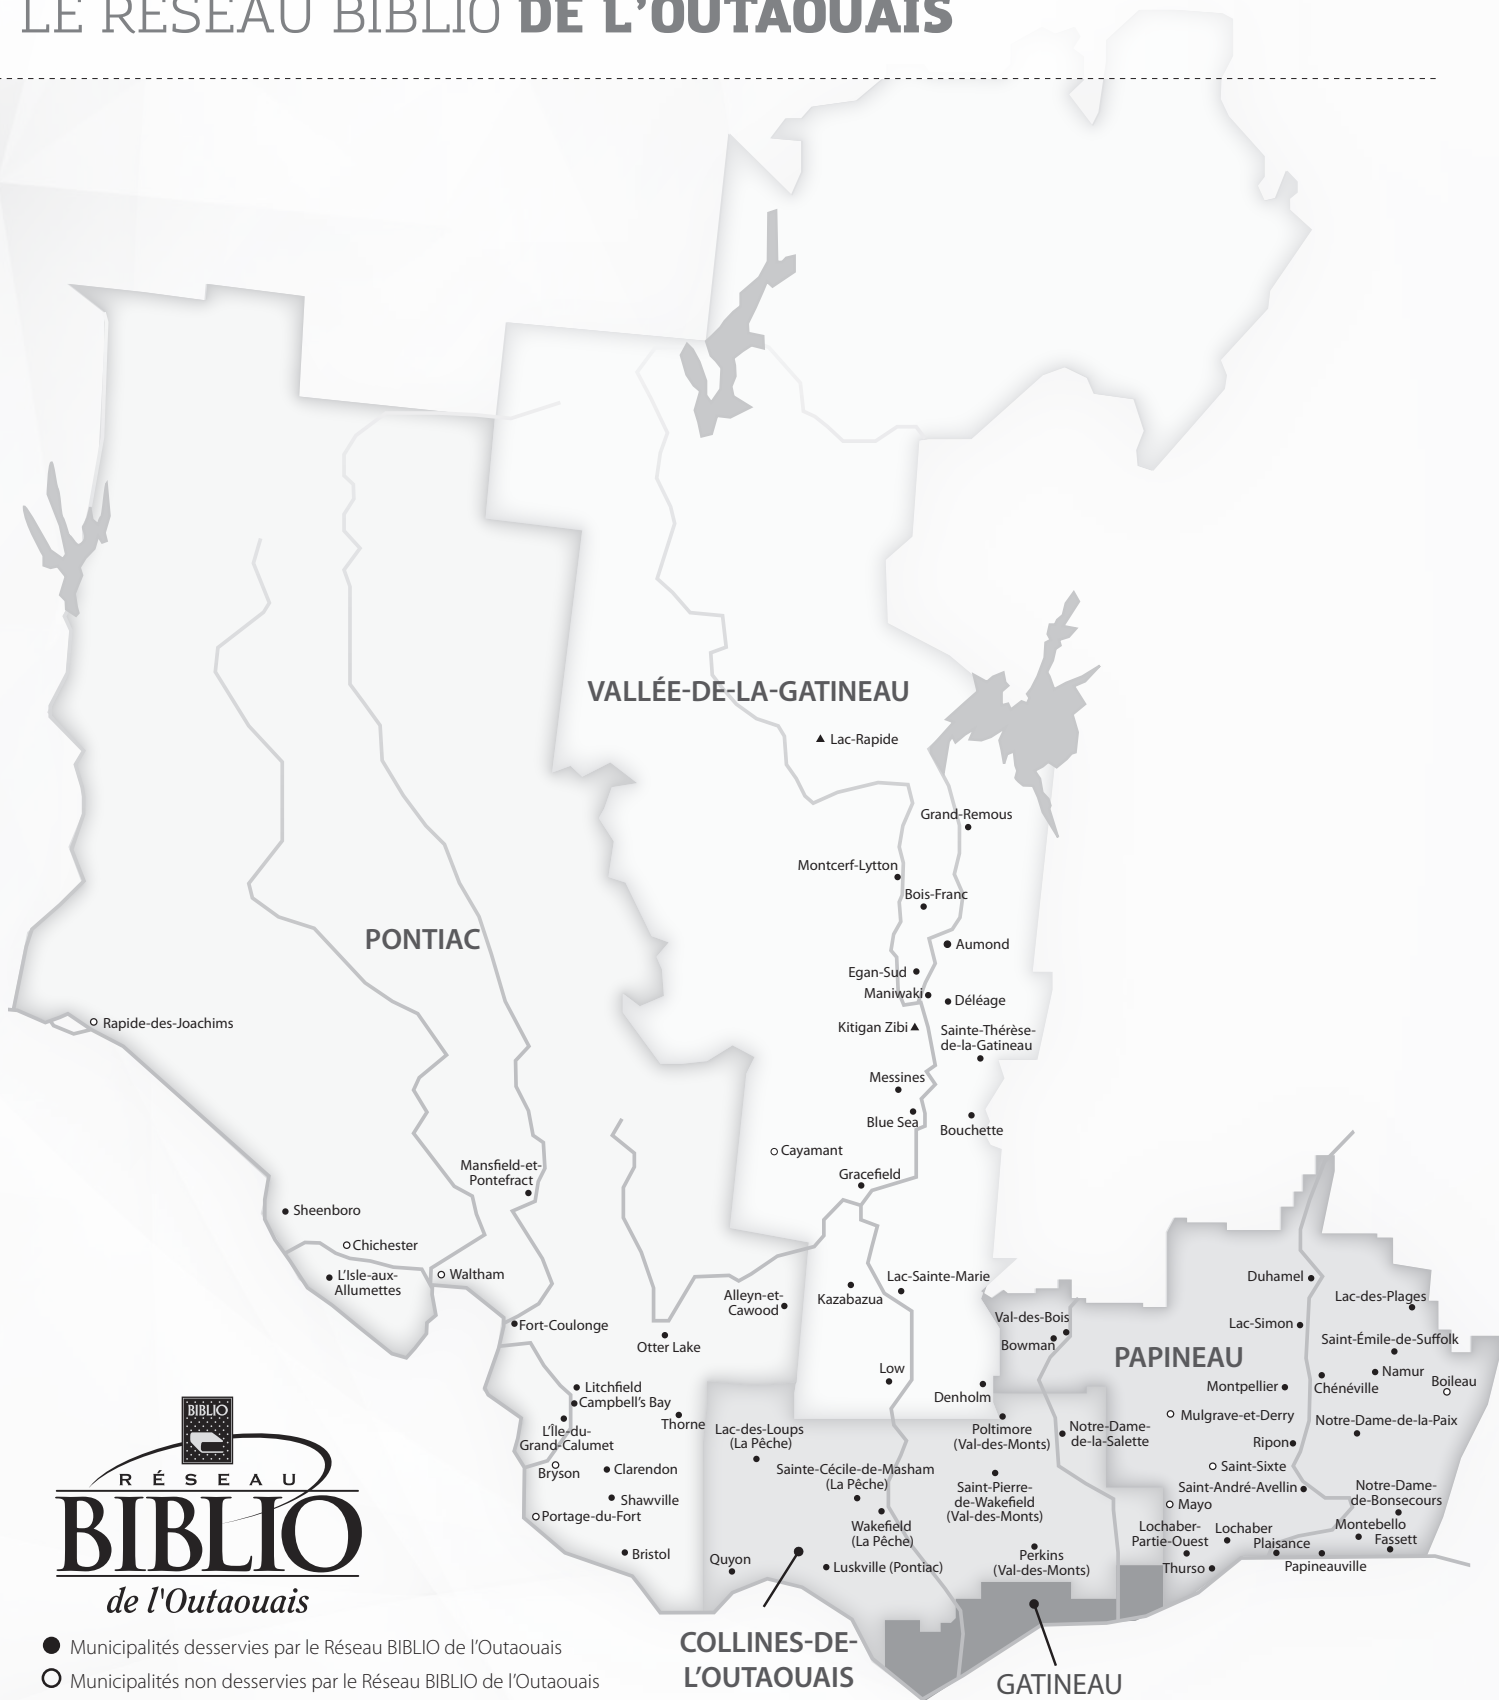 LE RÉSEAU BIBLIO DE L'OUTAOUAIS
VALLÉE-DE-LA-GATINEAU
Lac-Rapide
Grand-Remous
Montcerf-Lytton
Bois-Franc
Aumond
Egan-Sud
Maniwaki
Déléage
Kitigan Zibi
Sainte-Thérèse-
de-la-Gatineau
Messines
Blue Sea
Bouchette
Cayamant
Gracefield
Kazabazua
Lac-Sainte-Marie
Low
Denholm
PONTIAC
Rapide-des-Joachims
Mansfield-et-
Pontefract
Sheenboro
Chichester
L'Isle-aux-
Allumettes
Waltham
Fort-Coulonge
Otter Lake
Alleyn-et-
Cawood
Litchfield
Campbell's Bay
Thorne
L'Île-du-
Grand-Calumet
Bryson
Clarendon
Shawville
Portage-du-Fort
Bristol
Lac-des-Loups
(La Pêche)
Sainte-Cécile-de-Masham
(La Pêche)
Wakefield
(La Pêche)
Quyon
Luskville (Pontiac)
Poltimore
(Val-des-Monts)
Saint-Pierre-
de-Wakefield
(Val-des-Monts)
Perkins
(Val-des-Monts)
COLLINES-DE-
L'OUTAOUAIS
GATINEAU
PAPINEAU
Val-des-Bois
Bowman
Notre-Dame-
de-la-Salette
Duhamel
Lac-des-Plages
Lac-Simon
Saint-Émile-de-Suffolk
Namur
Boileau
Montpellier
Chénéville
Mulgrave-et-Derry
Notre-Dame-de-la-Paix
Ripon
Saint-Sixte
Saint-André-Avellin
Mayo
Notre-Dame-
de-Bonsecours
Lochaber-
Partie-Ouest
Lochaber
Plaisance
Montebello
Fassett
Thurso
Papineauville
BIBLIO
RÉSEAU
BIBLIO
de l'Outaouais
Municipalités desservies par le Réseau BIBLIO de l'Outaouais
Municipalités non desservies par le Réseau BIBLIO de l'Outaouais